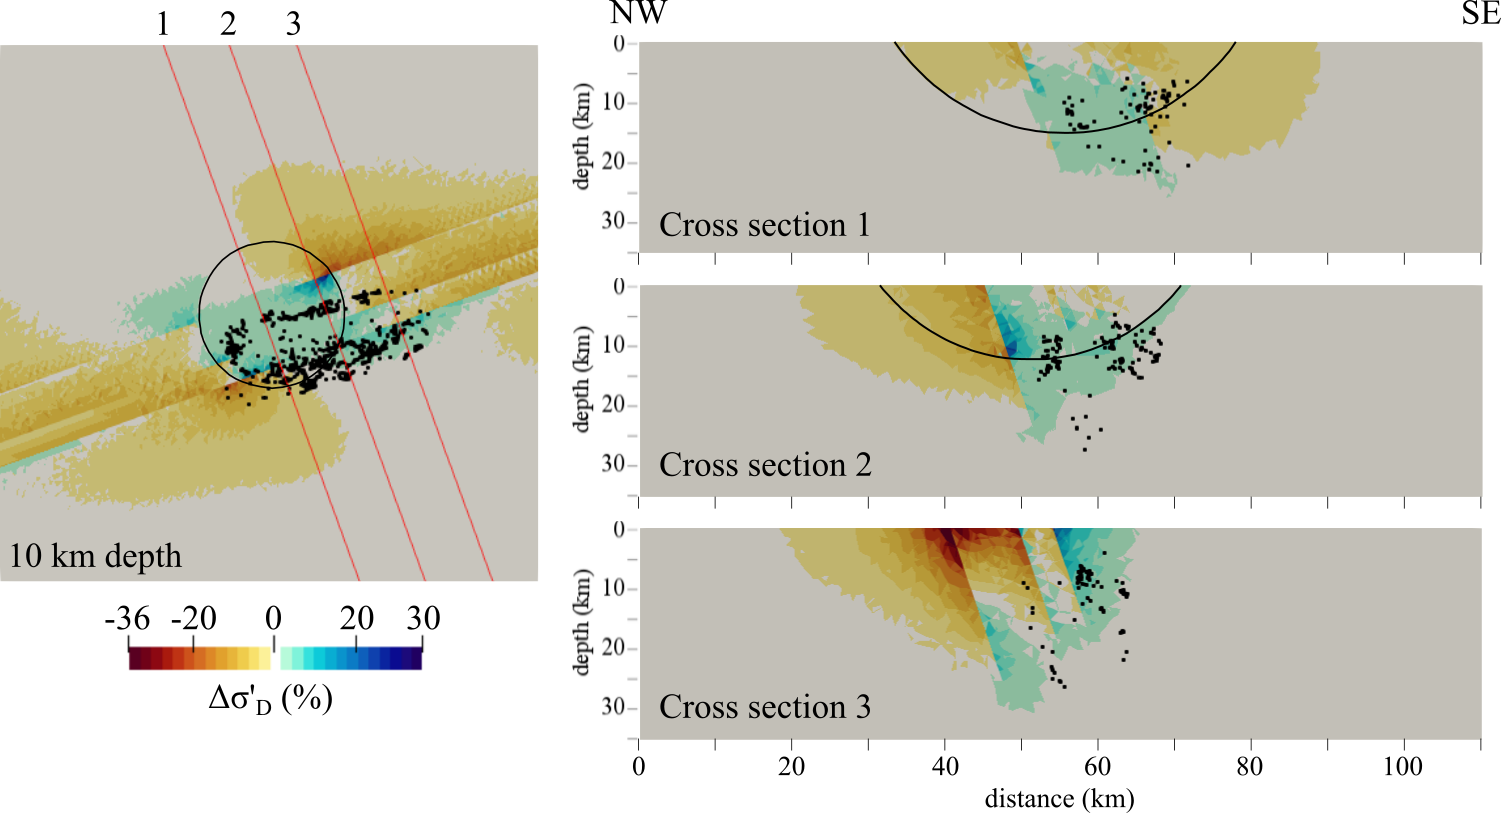 1 2 3
10 km depth
-36 -20 0 20 30
Δσ'D (%)
NW SE
0
10
20
30
depth (km)
Cross section 1
0
10
20
30
depth (km)
Cross section 2
0
10
20
30
depth (km)
Cross section 3
0 20 40 60 80 100
distance (km)